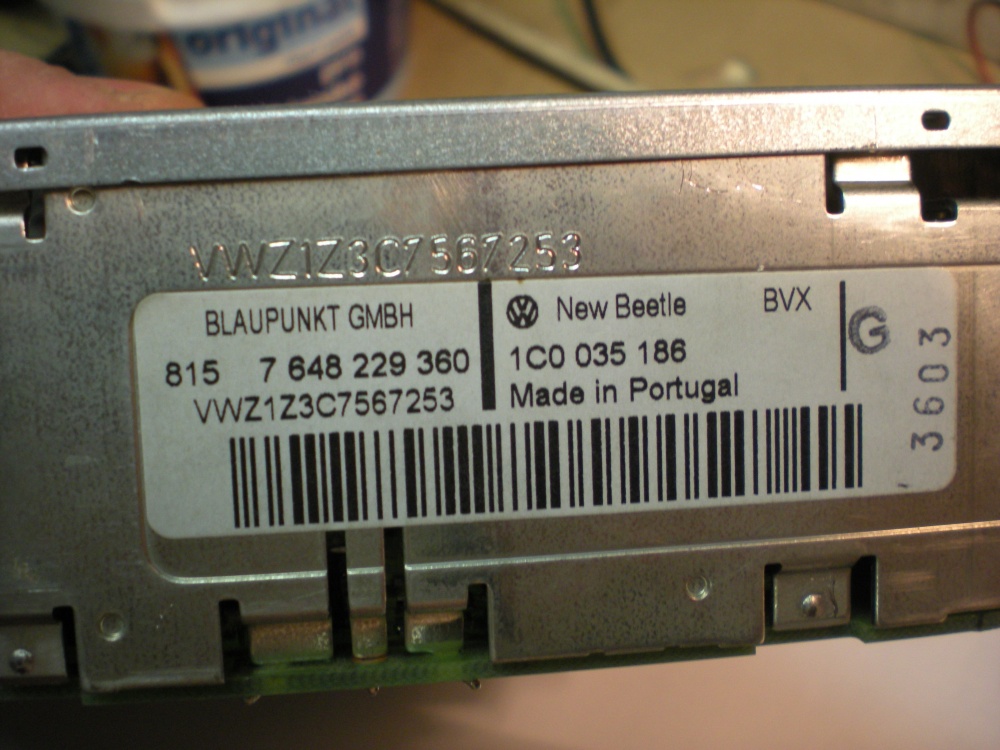 original
VWZ1Z3C7567253
BLAUPUNKT GMBH
815 7 648 229 360
VWZ1Z3C7567253
New Beetle BVX
1C0 035 186
Made in Portugal
G
3603